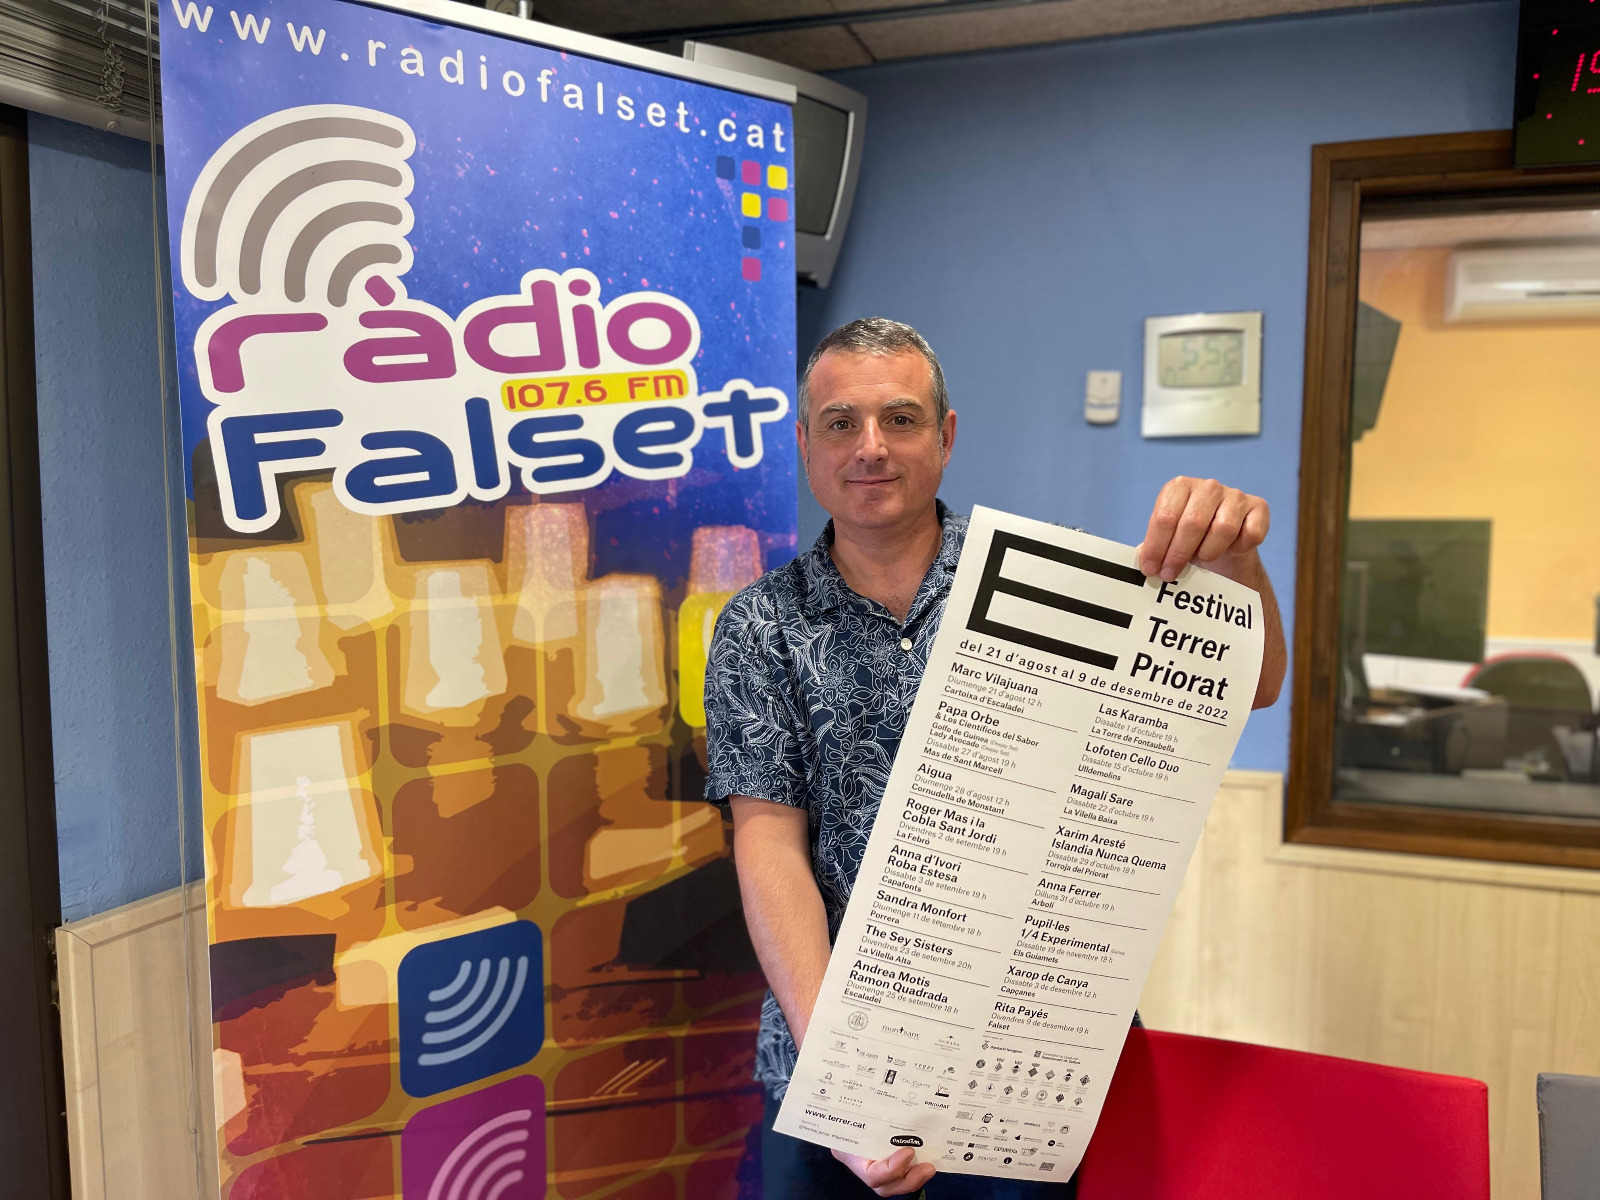 www.radiofalset.cat
ràdio
107.6 FM
Falset
Festival
Terrer
Priorat
del 21 d'agost al 9 de desembre de 2022
Marc Vilajuana
Diumenge 21 d'agost 12 h
Cartoixa d'Escaladei
Papa Orbe
& Los Científicos del Sabor
Golfo de Guinea (Deejay Set)
Lady Avocado (Deejay Set)
Dissabte 27 d'agost 19 h
Mas de Sant Marcell
Aigua
Diumenge 28 d'agost 12 h
Cornudella de Monstant
Roger Mas i la
Cobla Sant Jordi
Divendres 2 de setembre 19 h
La Febró
Anna d'Ivori
Roba Estesa
Dissabte 3 de setembre 19 h
Capafonts
Sandra Monfort
Diumenge 11 de setembre 18 h
Porrera
The Sey Sisters
Divendres 23 de setembre 20h
La Vilella Alta
Andrea Motis
Ramon Quadrada
Diumenge 25 de setembre 18 h
Escaladei
Las Karamba
Dissabte 1 d'octubre 19 h
La Torre de Fontaubella
Lofoten Cello Duo
Dissabte 15 d'octubre 19 h
Ulldemolins
Magalí Sare
Dissabte 22 d'octubre 19 h
La Vilella Baixa
Xarim Aresté
Islandia Nunca Quema
Dissabte 29 d'octubre 19 h
Torroja del Priorat
Anna Ferrer
Dilluns 31 d'octubre 19 h
Arbolí
Pupil·les
1/4 Experimental
Dissabte 19 de novembre 19 h
Els Guiamets
Xarop de Canya
Dissabte 3 de desembre 12 h
Capçanes
Rita Payés
Divendres 9 de desembre 19 h
Falset
montsant
www.terrer.cat